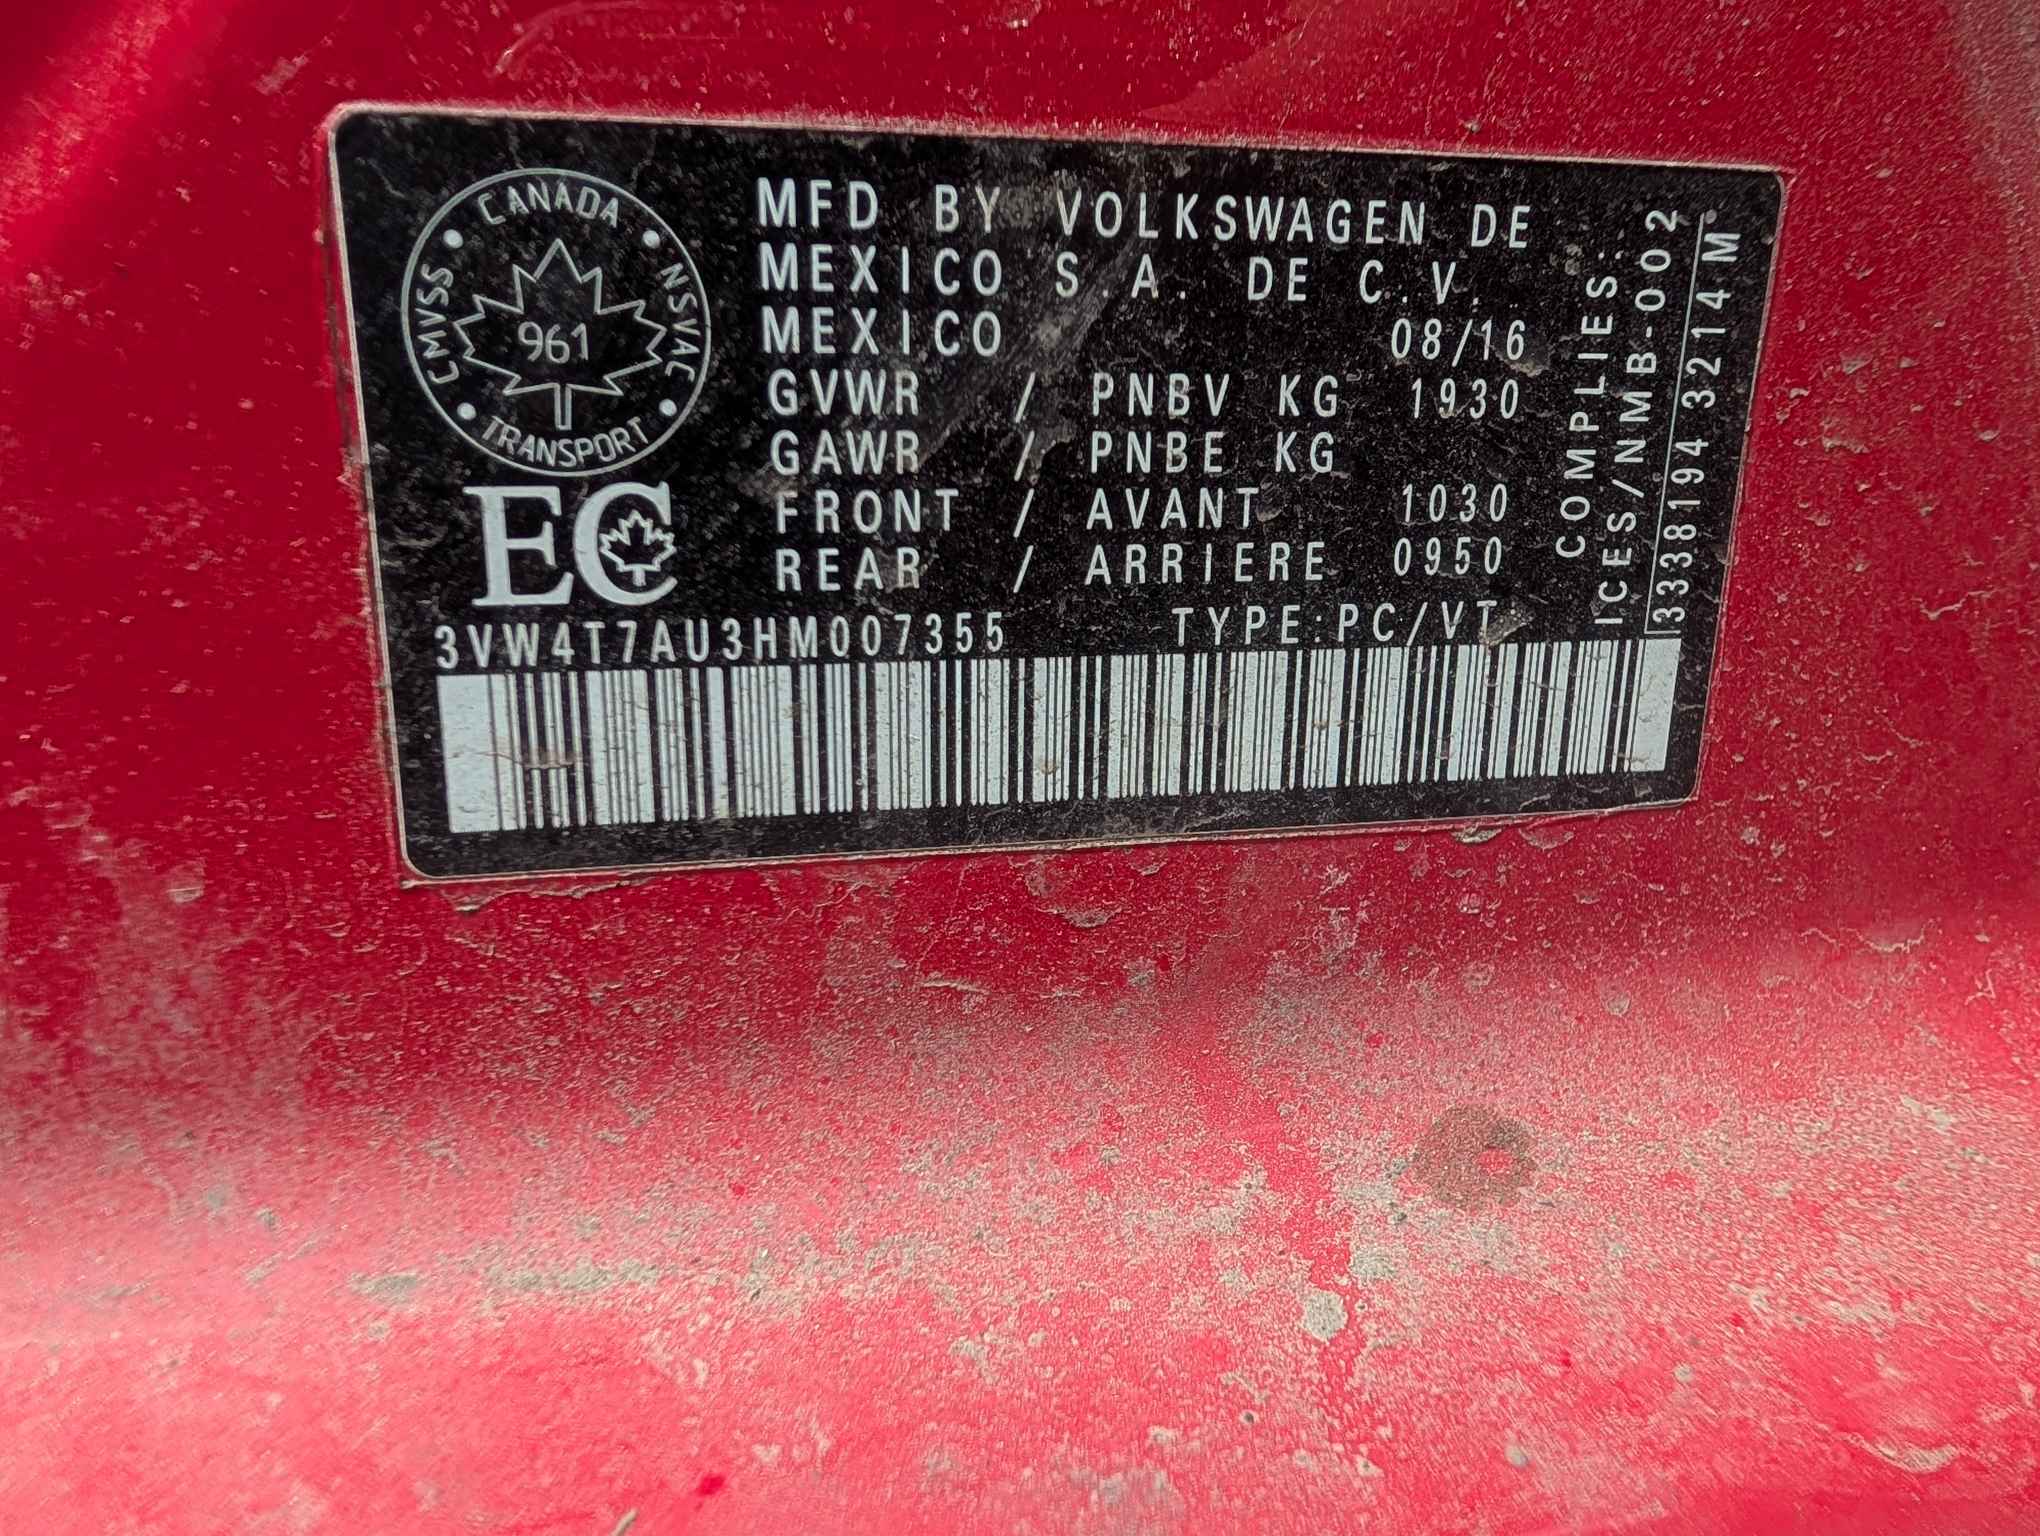 CANADA
CMVSS
NSVAC
961
TRANSPORT
EC
MFD BY VOLKSWAGEN DE
MEXICO S.A. DE C.V.
MEXICO 08/16
GVWR / PNBV KG 1930
GAWR / PNBE KG
FRONT / AVANT 1030
REAR / ARRIERE 0950
3VW4T7AU3HM007355 TYPE:PC/VT
COMPLIES:
ICES/NMB-002
3338194 3214 M